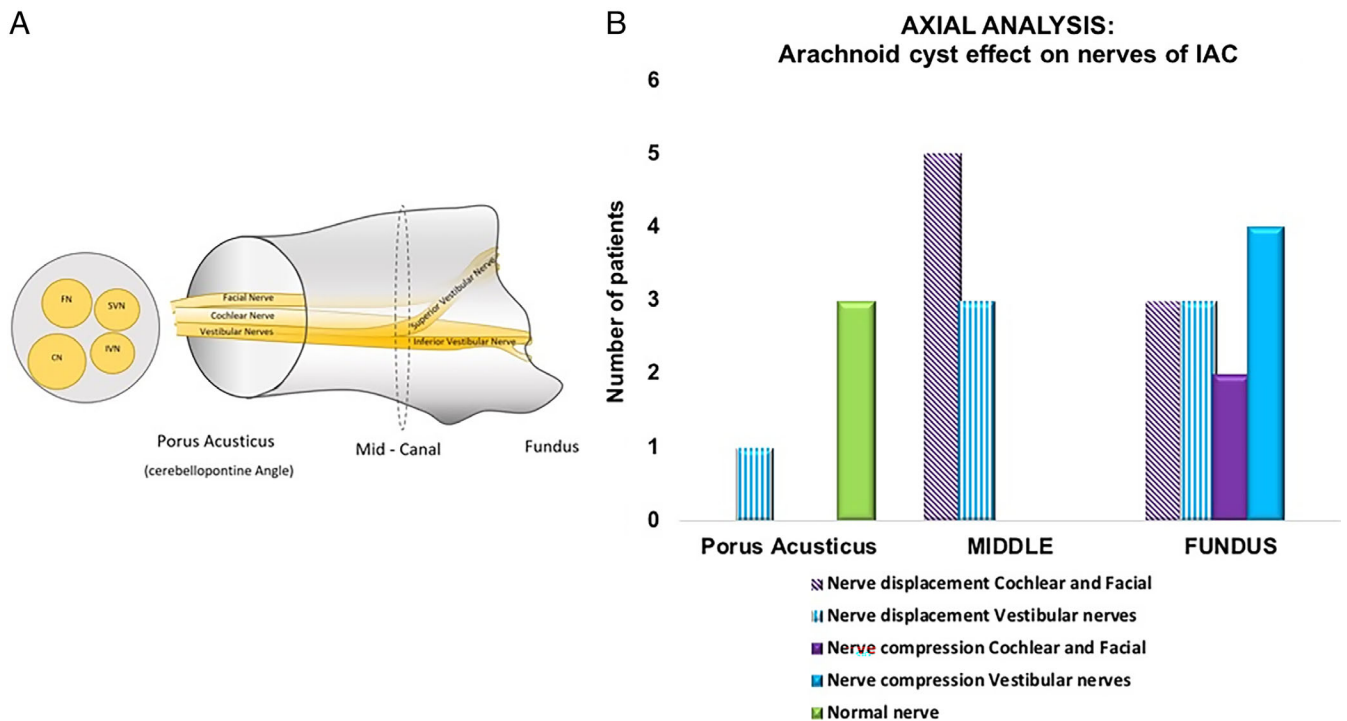 A
FN
SVN
CN
IVN
Facial Nerve
Cochlear Nerve
Vestibular Nerves
Superior Vestibular Nerve
Inferior Vestibular Nerve
Porus Acusticus
(cerebellopontine Angle)
Mid - Canal
Fundus
B
AXIAL ANALYSIS:
Arachnoid cyst effect on nerves of IAC
Number of patients
6
5
4
3
2
1
0
Porus Acusticus
MIDDLE
FUNDUS
Nerve displacement Cochlear and Facial
Nerve displacement Vestibular nerves
Nerve compression Cochlear and Facial
Nerve compression Vestibular nerves
Normal nerve